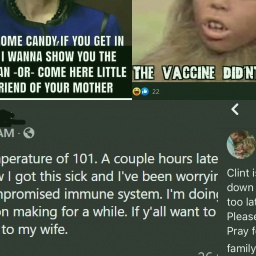 OME CANDY, IF YOU GET IN
I WANNA SHOW YOU THE
AN -OR- COME HERE LITTLE
RIEND OF YOUR MOTHER
THE VACCINE DIDN'T
22
AM ·
perature of 101. A couple hours late
w I got this sick and I've been worryin
mpromised immune system. I'm doing
on making for a while. If y'all want to
to my wife.
Clint is
down
too lat
Please
Pray f
family